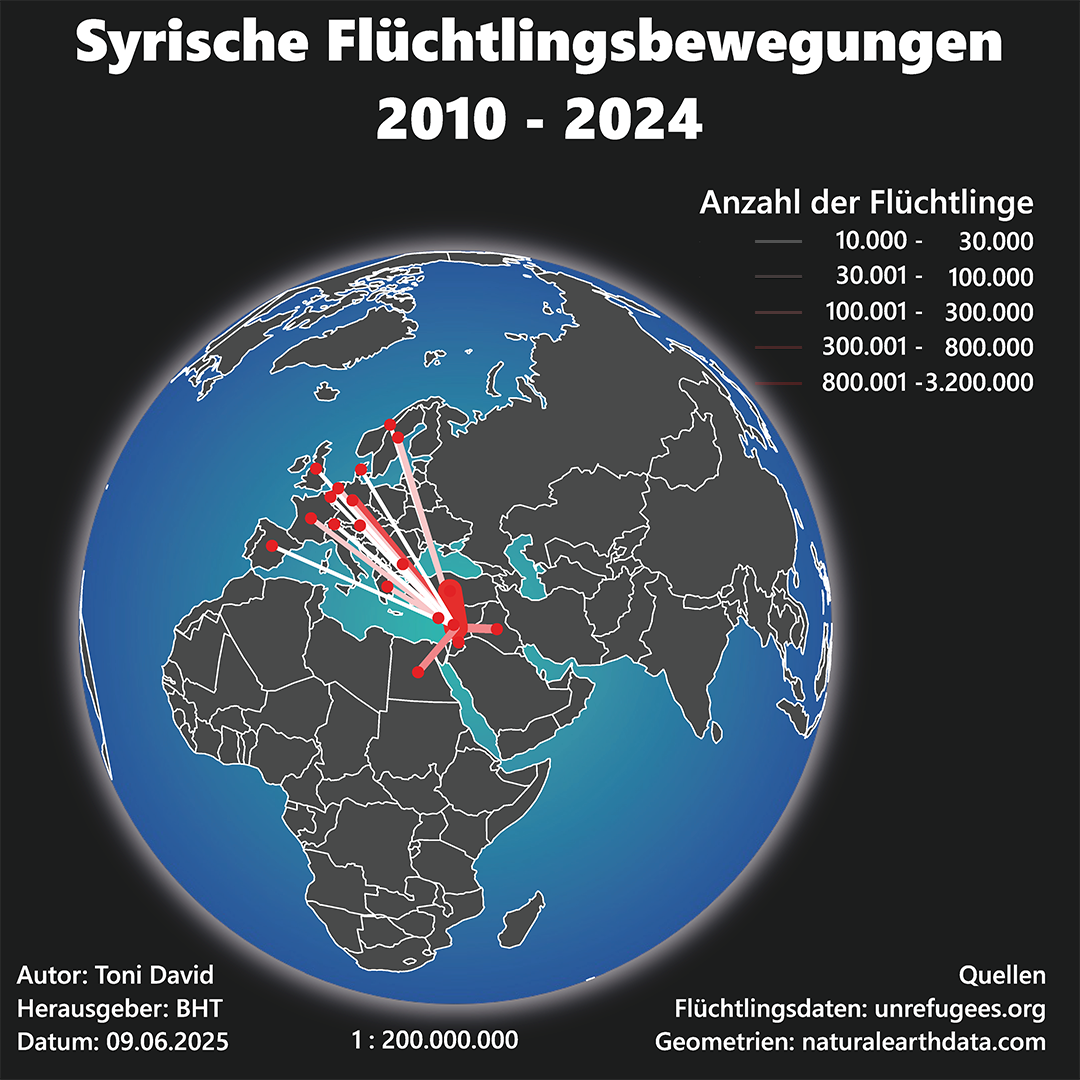 Syrische Flüchtlingsbewegungen
2010 - 2024
Anzahl der Flüchtlinge
10.000 - 30.000
30.001 - 100.000
100.001 - 300.000
300.001 - 800.000
800.001 -3.200.000
Autor: Toni David
Herausgeber: BHT
Datum: 09.06.2025
1 : 200.000.000
Quellen
Flüchtlingsdaten: unrefugees.org
Geometrien: naturalearthdata.com